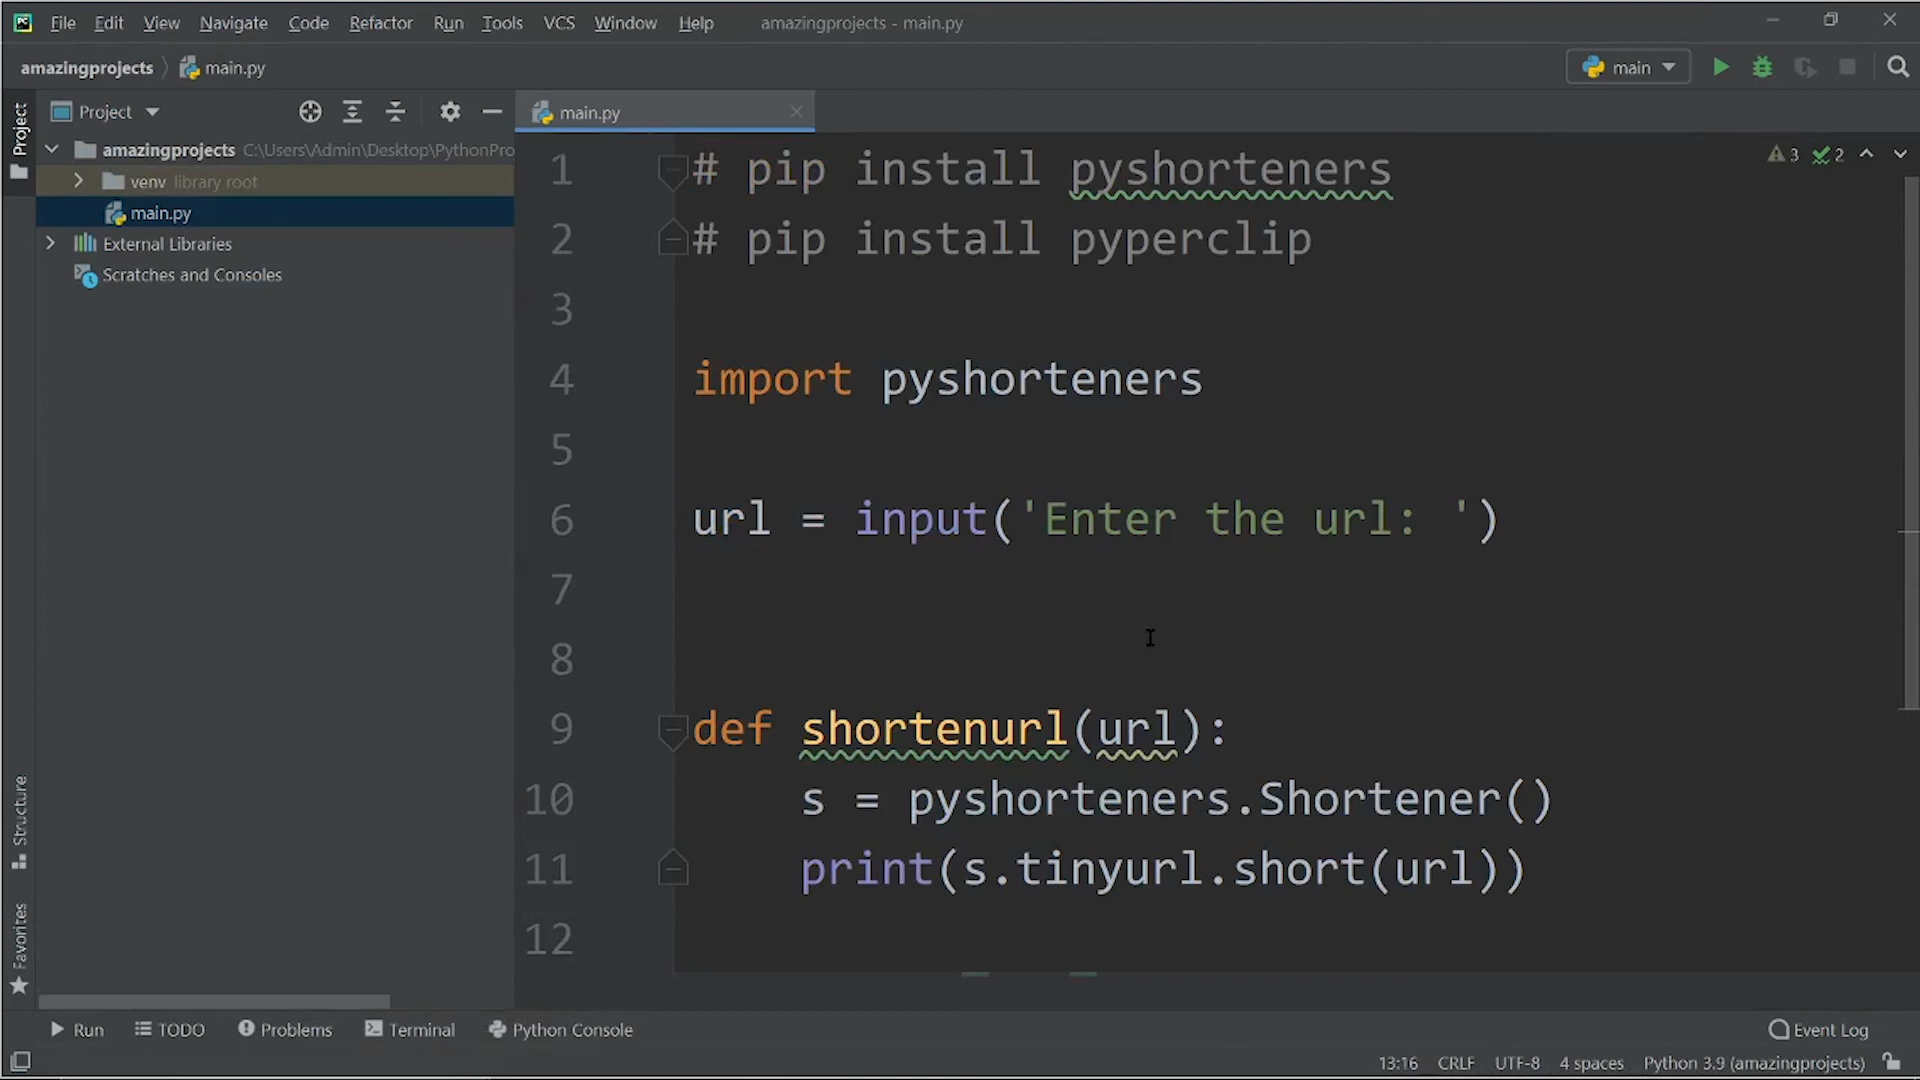 File Edit View Navigate Code Refactor Run Tools VCS Window Help amazingprojects - main.py
amazingprojects main.py main
Project
Project
main.py
amazingprojects C:\Users\Admin\Desktop\PythonPro
venv library root
main.py
External Libraries
Scratches and Consoles
3 2
1 # pip install pyshorteners
2 # pip install pyperclip
3
4 import pyshorteners
5
6 url = input('Enter the url: ')
7
8
9 def shortenurl(url):
10 s = pyshorteners.Shortener()
11 print(s.tinyurl.short(url))
12
Structure
Favorites
Run TODO Problems Terminal Python Console Event Log
13:16 CRLF UTF-8 4 spaces Python 3.9 (amazingprojects)